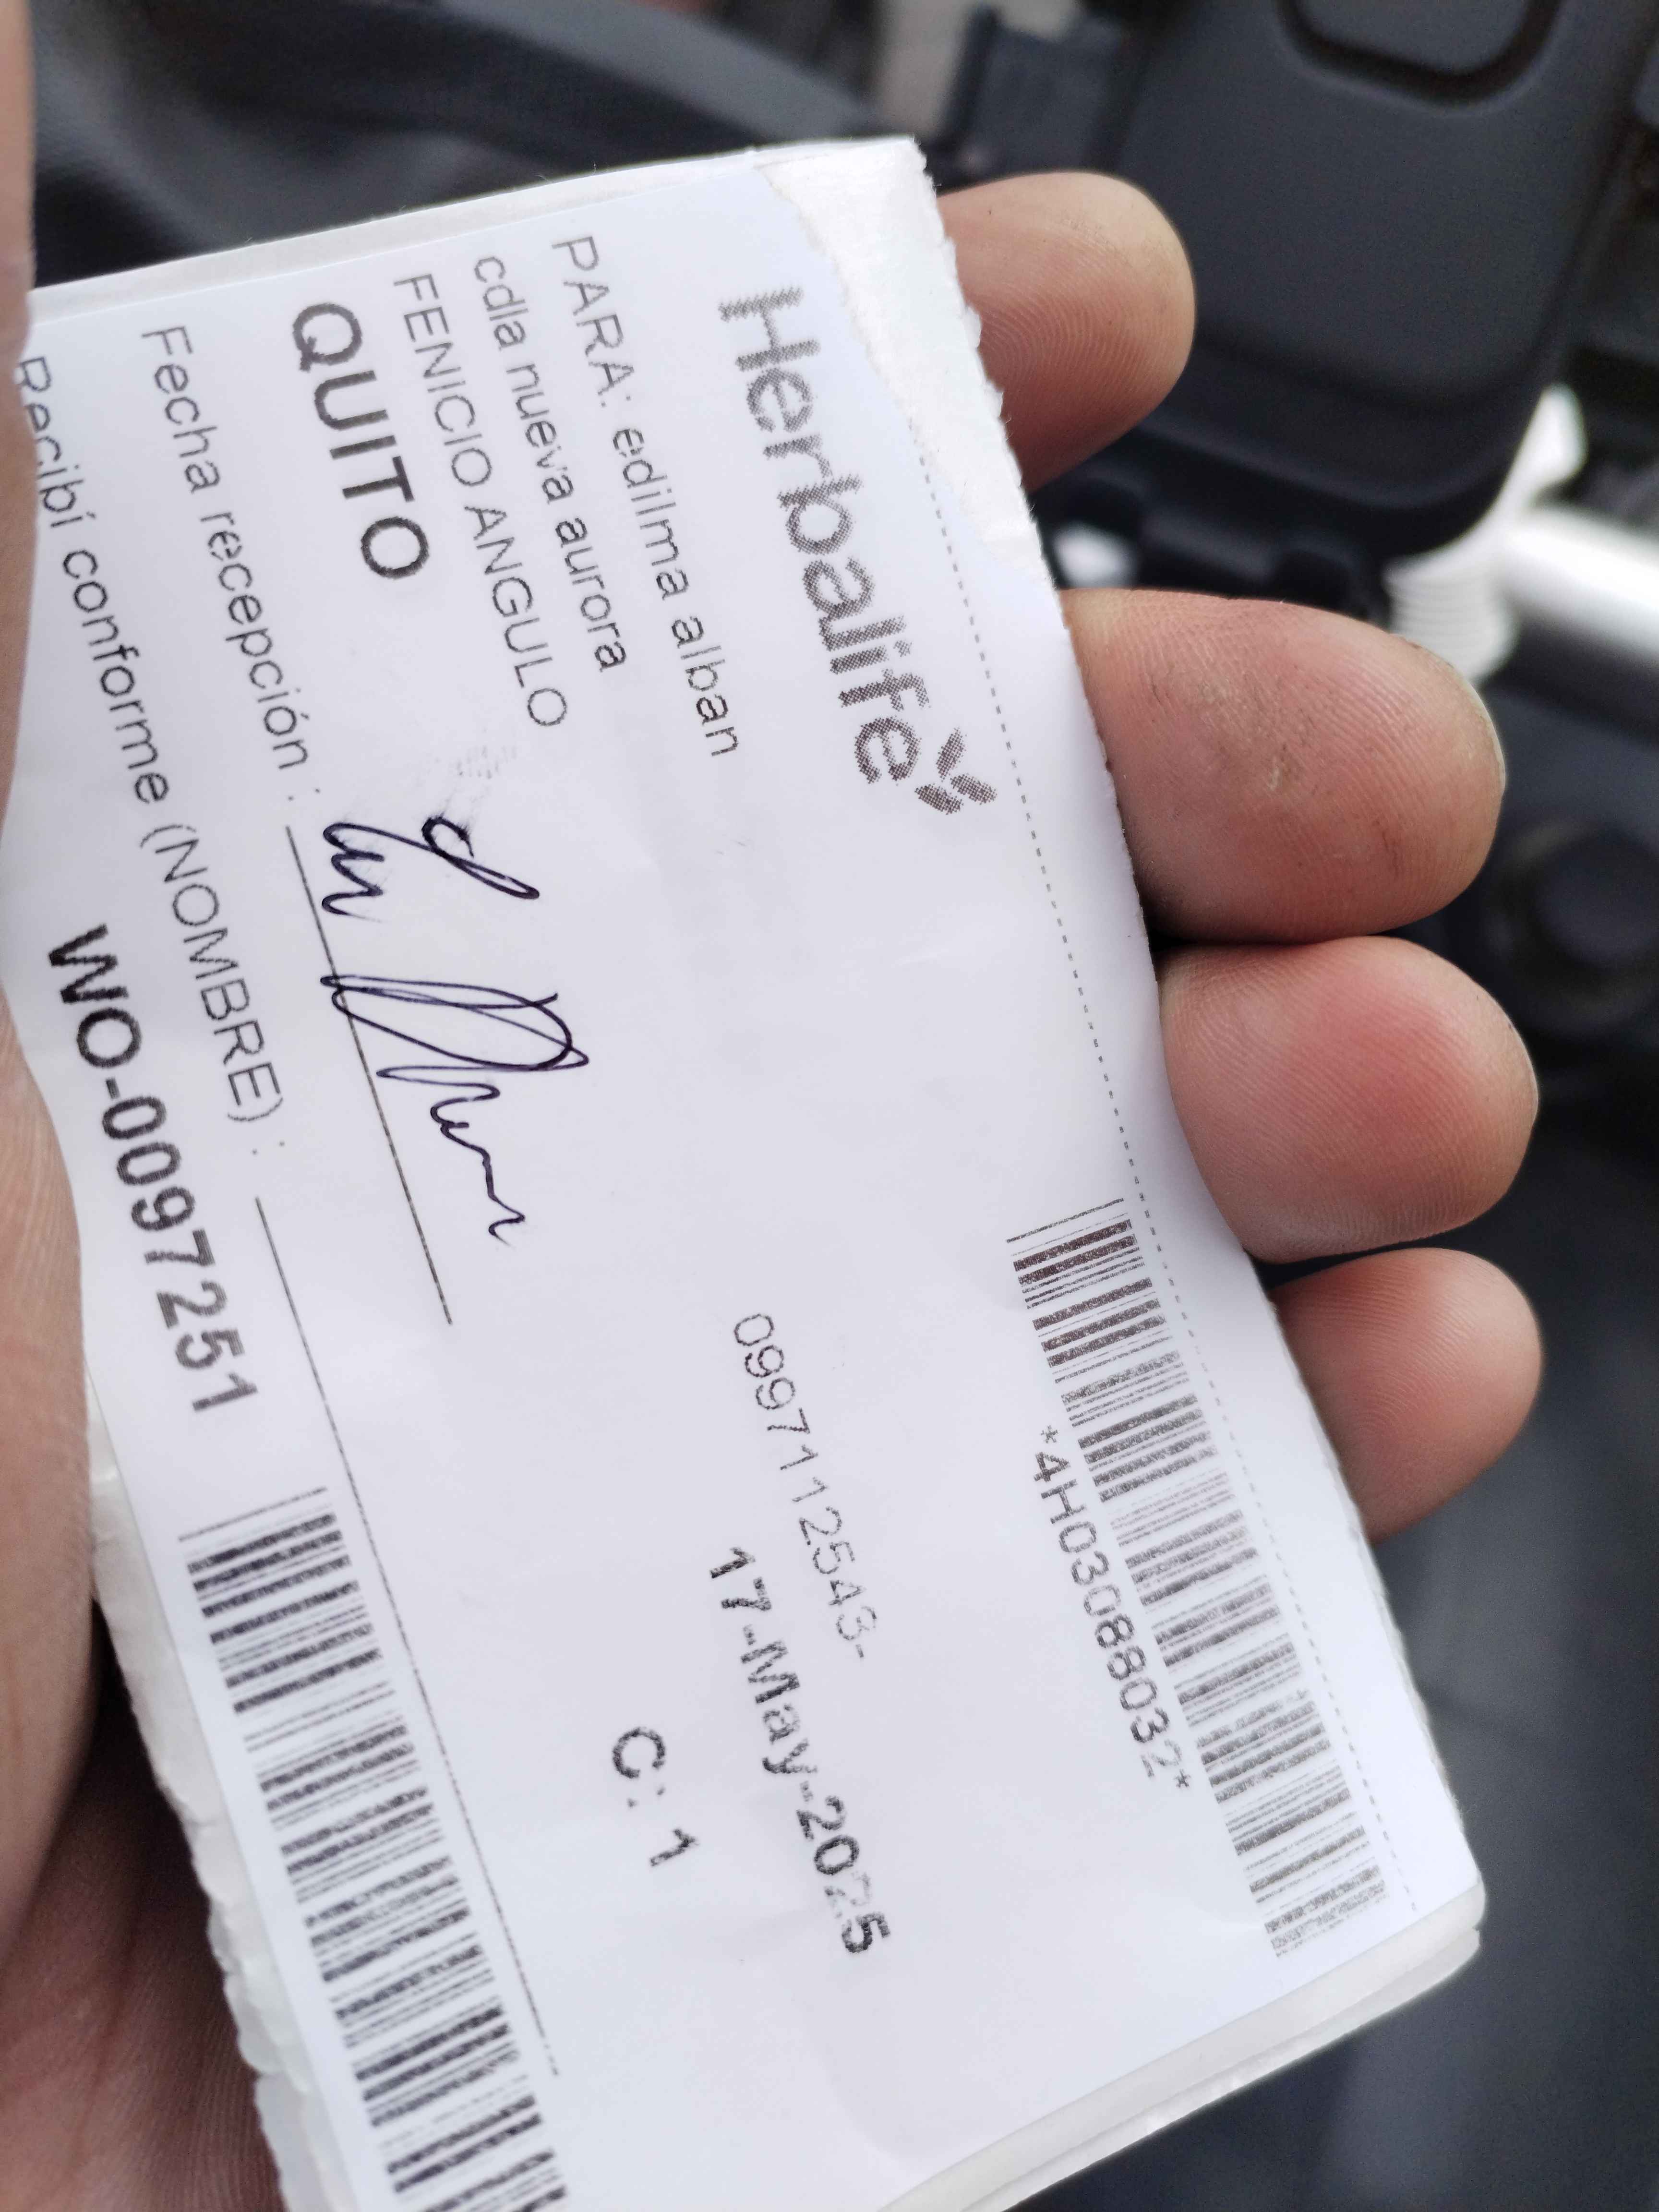 Herbalife
*4H03088032*
PARA: edilma alban
0997112543-
cdla nueva aurora
17-May-2025
FENICIO ANGULO
QUITO
C: 1
Fecha recepción :
Recibí conforme (NOMBRE) :
WO-0097251